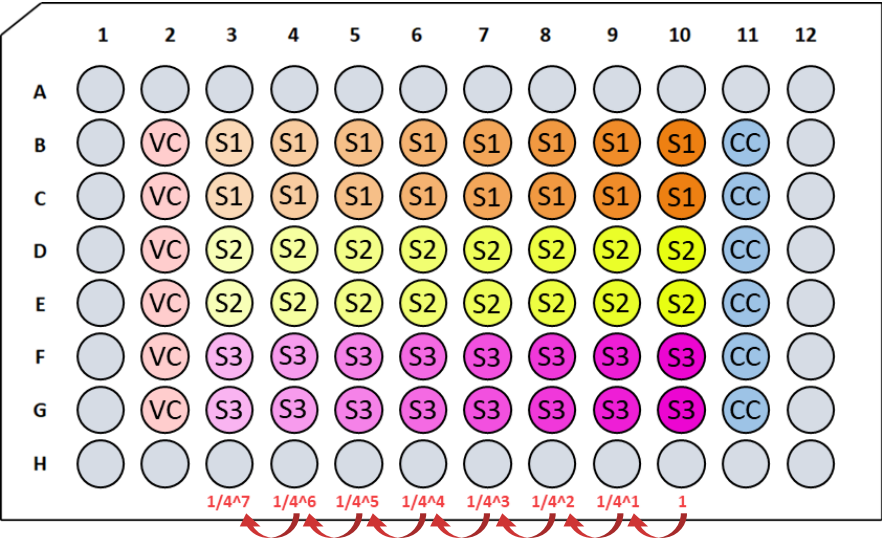 1 2 3 4 5 6 7 8 9 10 11 12
A
B VC S1 S1 S1 S1 S1 S1 S1 S1 CC
C VC S1 S1 S1 S1 S1 S1 S1 S1 CC
D VC S2 S2 S2 S2 S2 S2 S2 S2 CC
E VC S2 S2 S2 S2 S2 S2 S2 S2 CC
F VC S3 S3 S3 S3 S3 S3 S3 S3 CC
G VC S3 S3 S3 S3 S3 S3 S3 S3 CC
H
1/4^7 1/4^6 1/4^5 1/4^4 1/4^3 1/4^2 1/4^1 1